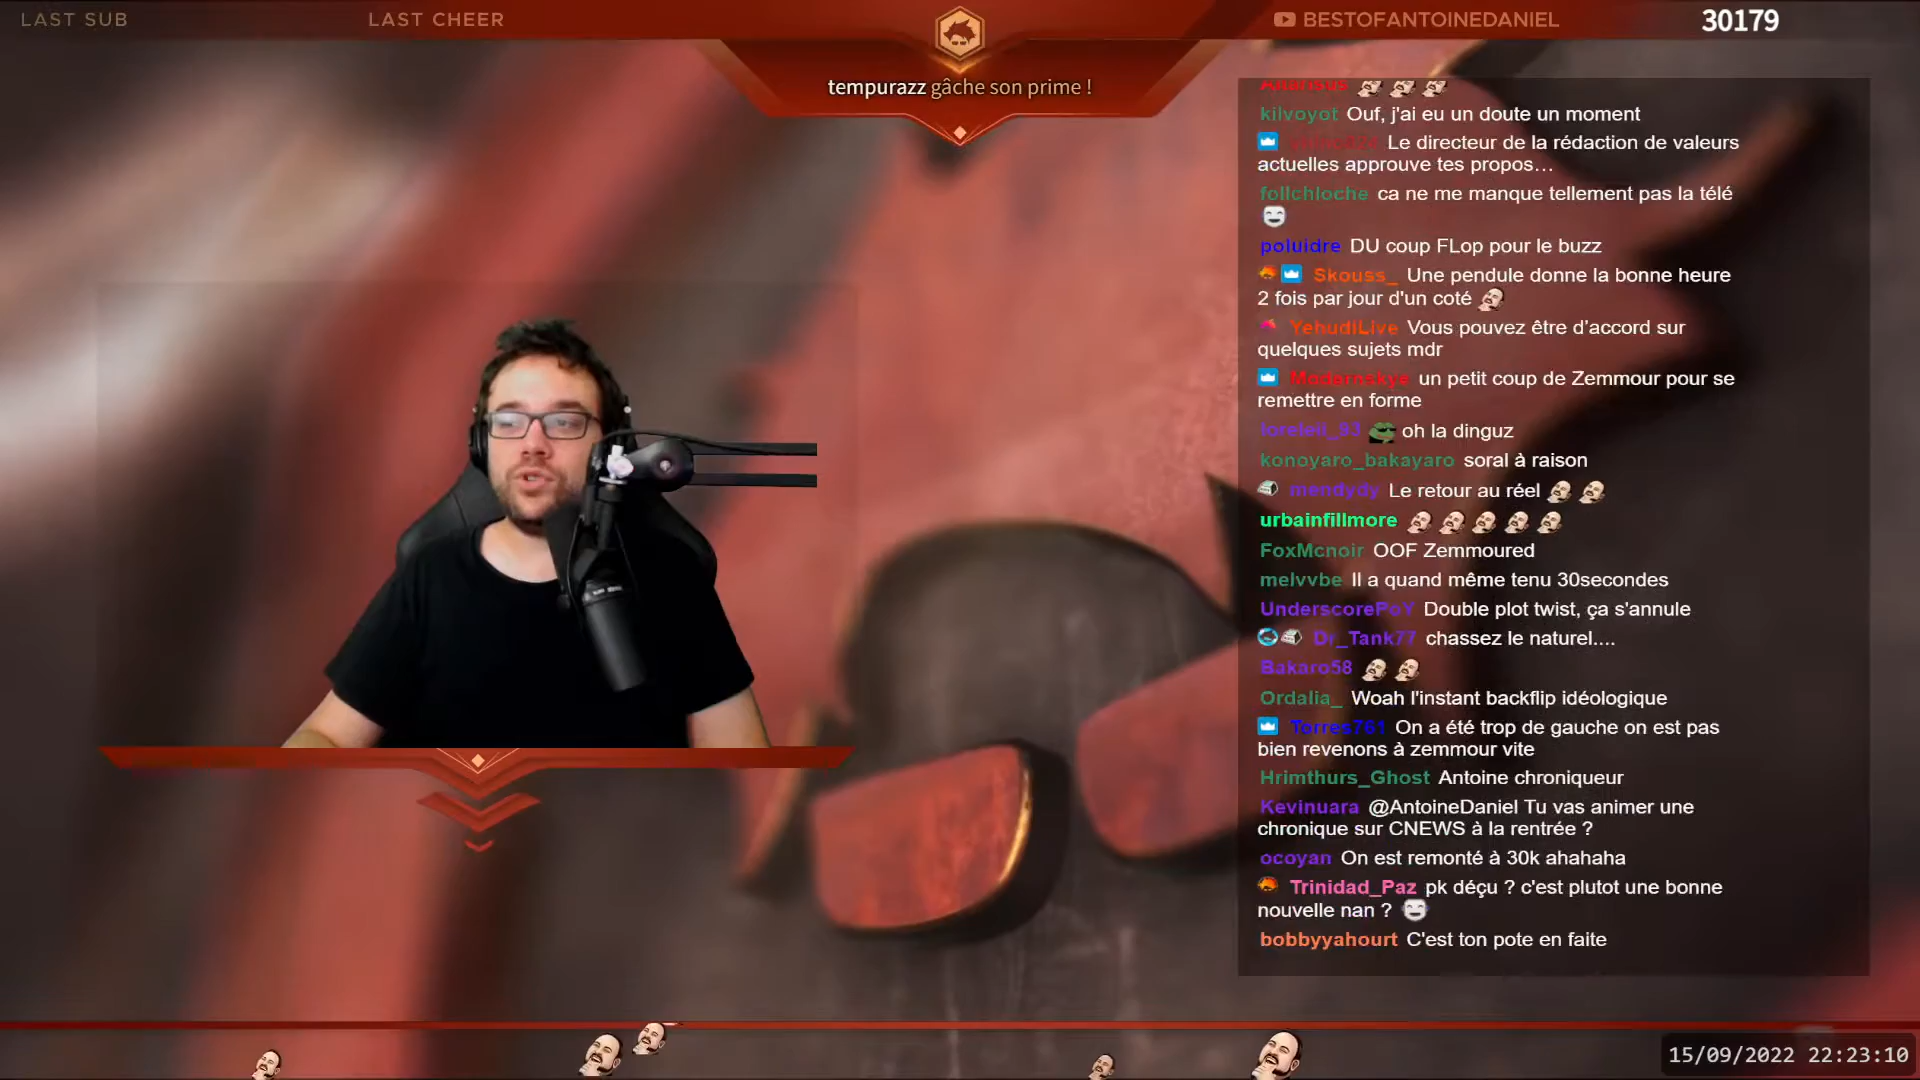 LAST SUB
LAST CHEER
BESTOFANTOINEDANIEL
30179
tempurazz gâche son prime !
kilvoyot Ouf, j'ai eu un doute un moment
Le directeur de la rédaction de valeurs
actuelles approuve tes propos…
follchloche ca ne me manque tellement pas la télé
poluidre DU coup FLop pour le buzz
Skouss_ Une pendule donne la bonne heure
2 fois par jour d'un coté
YehudiLive Vous pouvez être d’accord sur
quelques sujets mdr
Modarnskye un petit coup de Zemmour pour se
remettre en forme
loreleil_93 oh la dinguz
konoyaro_bakayaro soral à raison
mendydy Le retour au réel
urbainfillmore
FoxMcnoir OOF Zemmoured
melvvbe Il a quand même tenu 30secondes
UnderscorePoY Double plot twist, ça s'annule
Dr_Tank77 chassez le naturel....
Bakaro58
Ordalia_ Woah l'instant backflip idéologique
Torres761 On a été trop de gauche on est pas
bien revenons à zemmour vite
Hrimthurs_Ghost Antoine chroniqueur
Kevinuara @AntoineDaniel Tu vas animer une
chronique sur CNEWS à la rentrée ?
ocoyan On est remonté à 30k ahahaha
Trinidad_Paz pk déçu ? c'est plutot une bonne
nouvelle nan ?
bobbyyahourt C'est ton pote en faite
15/09/2022 22:23:10